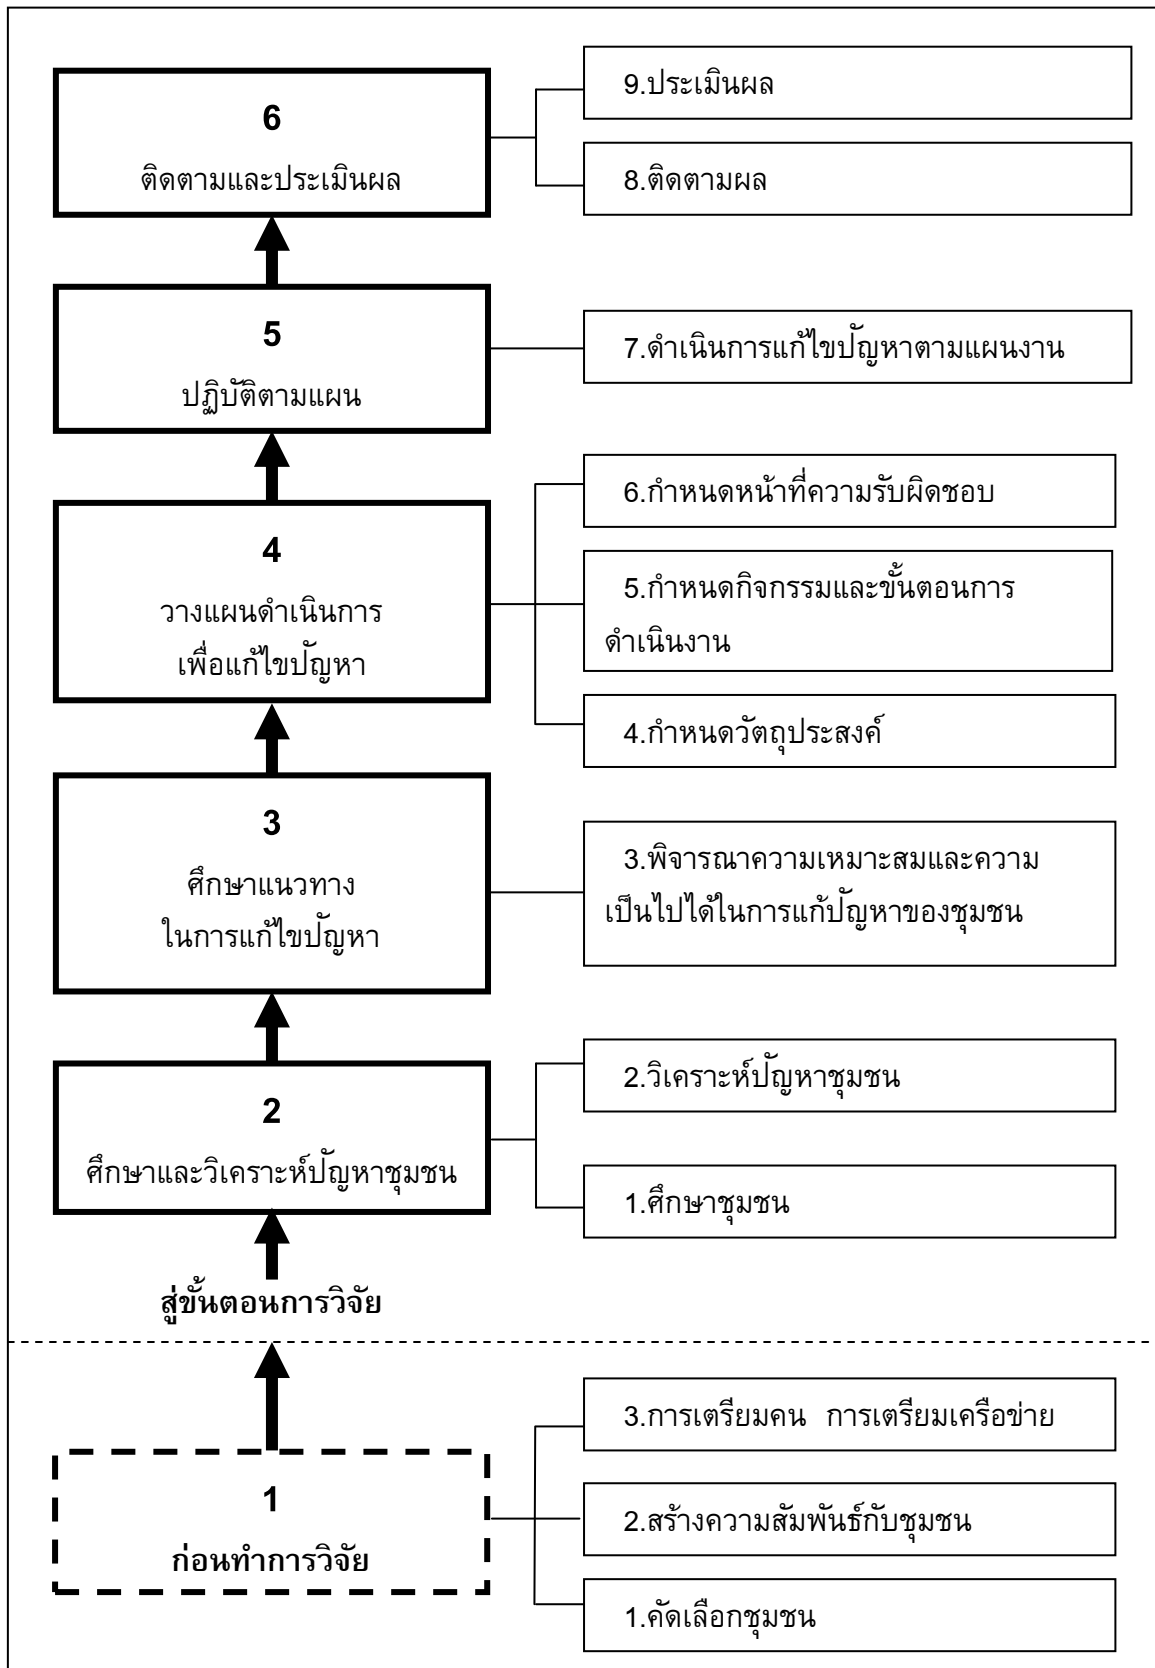 6
ติดตามและประเมินผล
9.ประเมินผล
8.ติดตามผล
5
ปฏิบัติตามแผน
7.ดำเนินการแก้ไขปัญหาตามแผนงาน
4
วางแผนดำเนินการ
เพื่อแก้ไขปัญหา
6.กำหนดหน้าที่ความรับผิดชอบ
5.กำหนดกิจกรรมและขั้นตอนการ
ดำเนินงาน
4.กำหนดวัตถุประสงค์
3
ศึกษาแนวทาง
ในการแก้ไขปัญหา
3.พิจารณาความเหมาะสมและความ
เป็นไปได้ในการแก้ปัญหาของชุมชน
2
ศึกษาและวิเคราะห์ปัญหาชุมชน
2.วิเคราะห์ปัญหาชุมชน
1.ศึกษาชุมชน
สู่ขั้นตอนการวิจัย
1
ก่อนทำการวิจัย
3.การเตรียมคน การเตรียมเครือข่าย
2.สร้างความสัมพันธ์กับชุมชน
1.คัดเลือกชุมชน